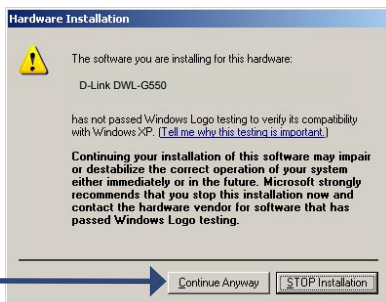 Hardware Installation
The software you are installing for this hardware:
D-Link DWL-G550
has not passed Windows Logo testing to verify its compatibility
with Windows XP. (Tell me why this testing is important.)
Continuing your installation of this software may impair
or destabilize the correct operation of your system
either immediately or in the future. Microsoft strongly
recommends that you stop this installation now and
contact the hardware vendor for software that has
passed Windows Logo testing.
Continue Anyway
STOP Installation